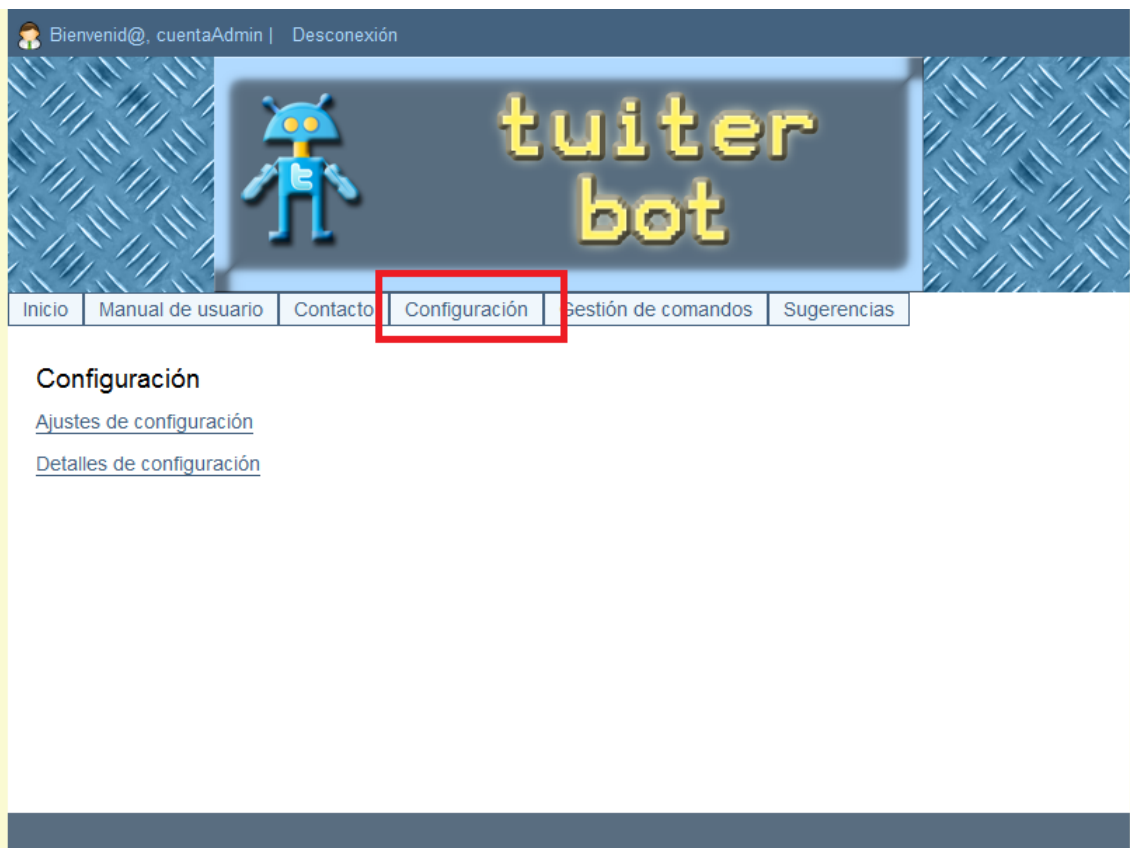 Bienvenid@, cuentaAdmin | Desconexión
tuiter
bot
t
Inicio Manual de usuario Contacto Configuración Gestión de comandos Sugerencias
Configuración
Ajustes de configuración
Detalles de configuración